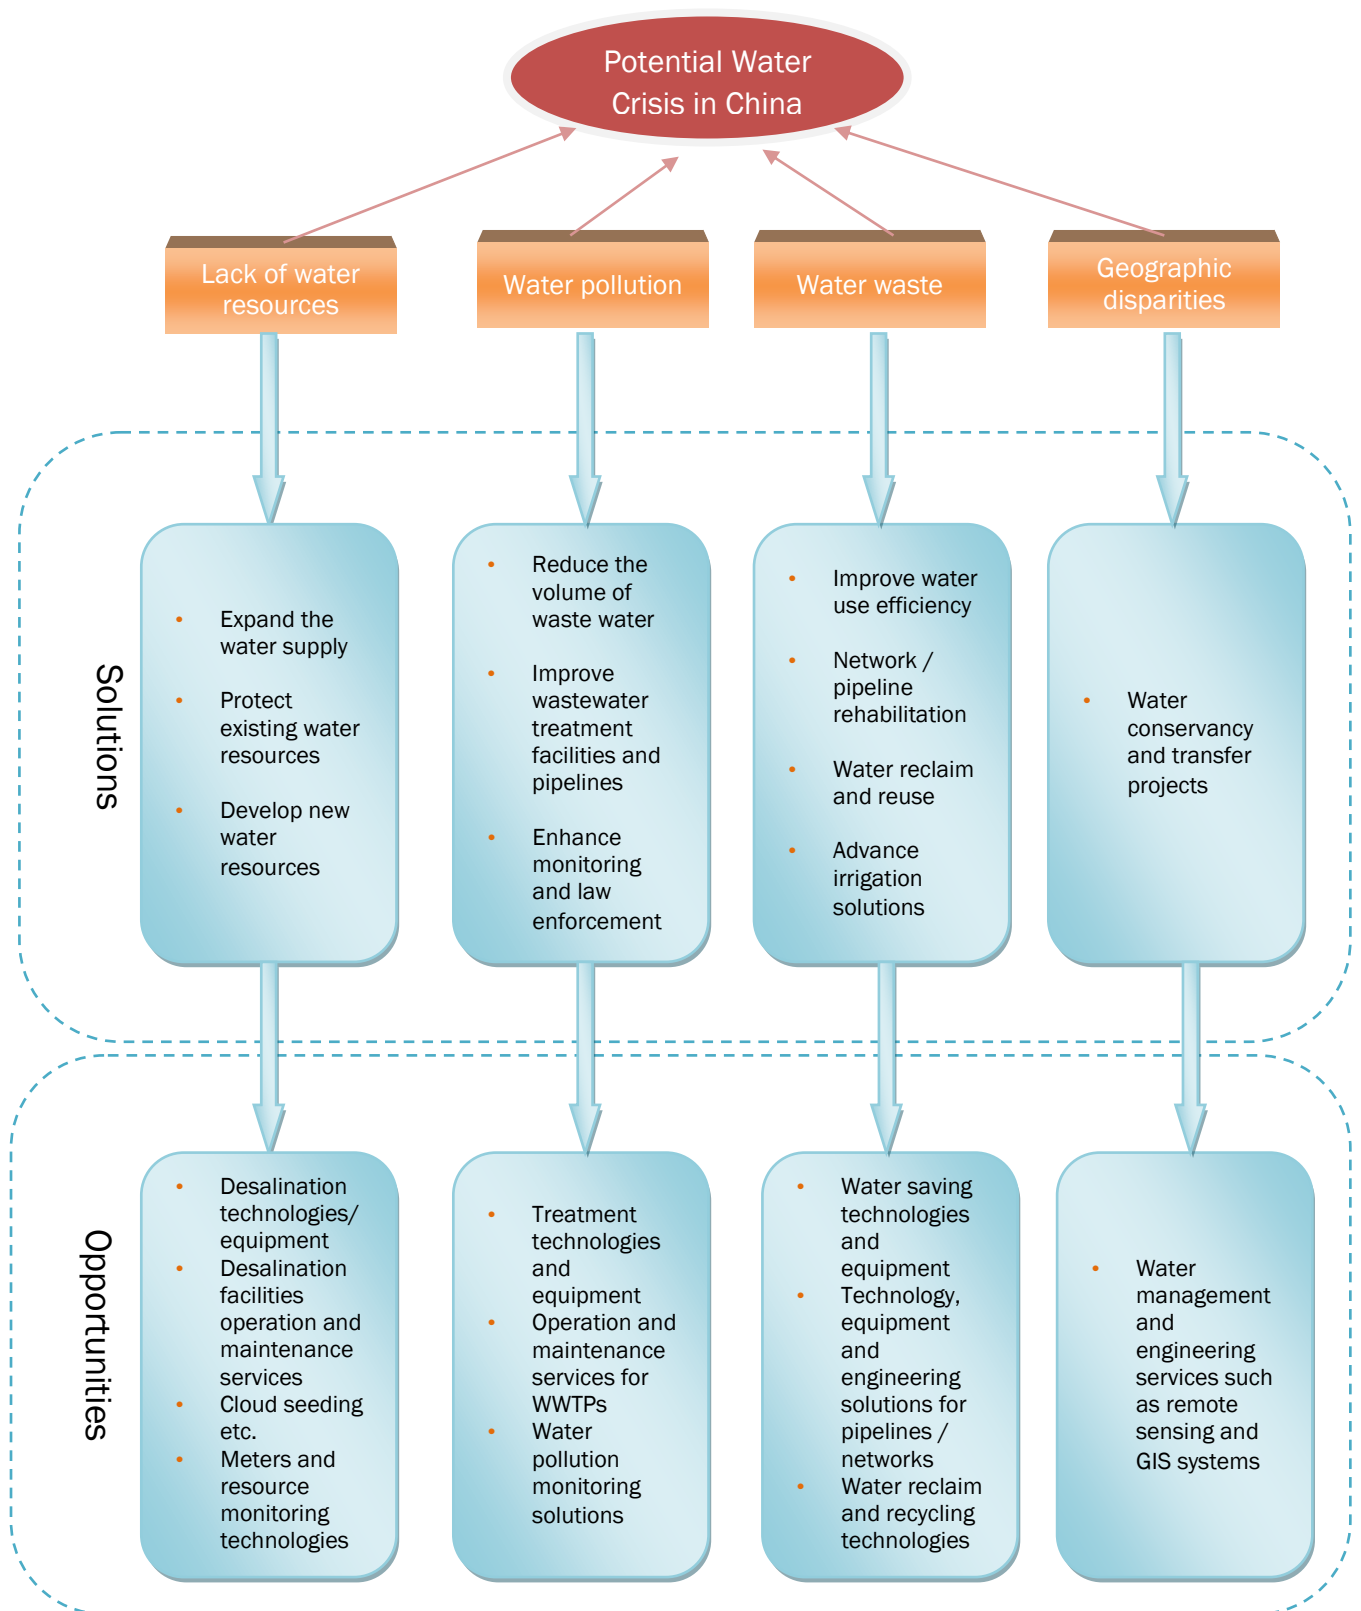 Potential Water
Crisis in China
Lack of water
resources
Water pollution
Water waste
Geographic
disparities
Solutions
• Expand the
water supply
• Protect
existing water
resources
• Develop new
water
resources
• Reduce the
volume of
waste water
• Improve
wastewater
treatment
facilities and
pipelines
• Enhance
monitoring
and law
enforcement
• Improve water
use efficiency
• Network /
pipeline
rehabilitation
• Water reclaim
and reuse
• Advance
irrigation
solutions
• Water
conservancy
and transfer
projects
Opportunities
• Desalination
technologies/
equipment
• Desalination
facilities
operation and
maintenance
services
• Cloud seeding
etc.
• Meters and
resource
monitoring
technologies
• Treatment
technologies
and
equipment
• Operation and
maintenance
services for
WWTPs
• Water
pollution
monitoring
solutions
• Water saving
technologies
and
equipment
• Technology,
equipment
and
engineering
solutions for
pipelines /
networks
• Water reclaim
and recycling
technologies
• Water
management
and
engineering
services such
as remote
sensing and
GIS systems